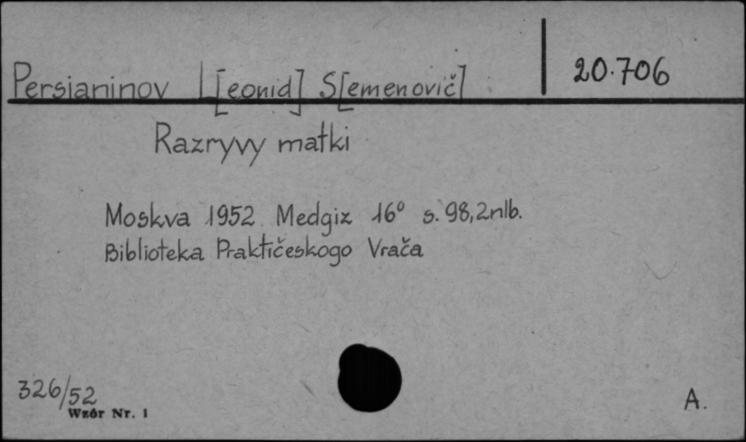 Persianinov L[eonid] S[emenovič] 20.706
Razryvy matki
Moskva 1952 Medgiz 16° s. 98, 2nlb.
Biblioteka Praktičeskogo Vrača
326/52
Wzór Nr. 1
A.